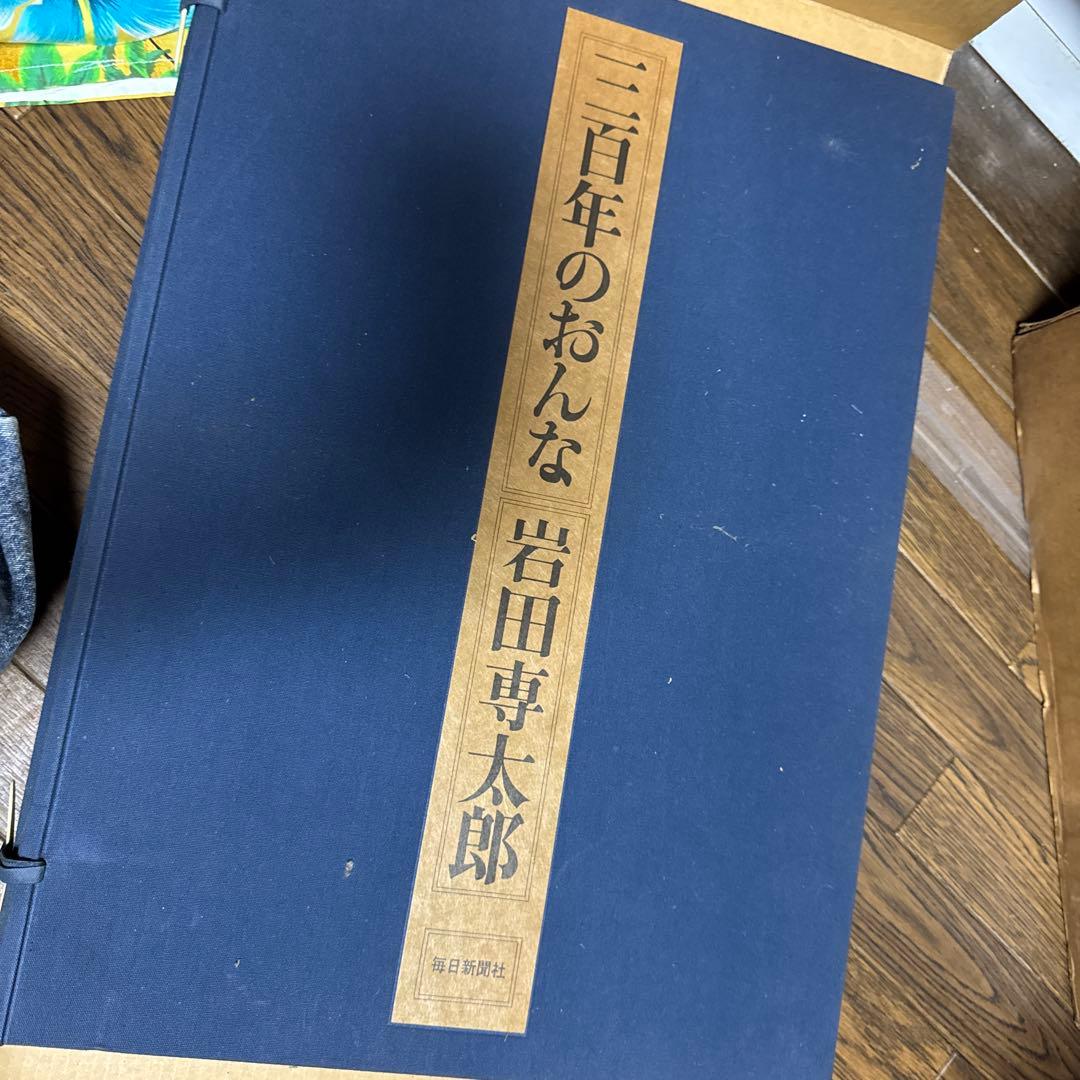 三百年のおんな
岩田専太郎
毎日新聞社